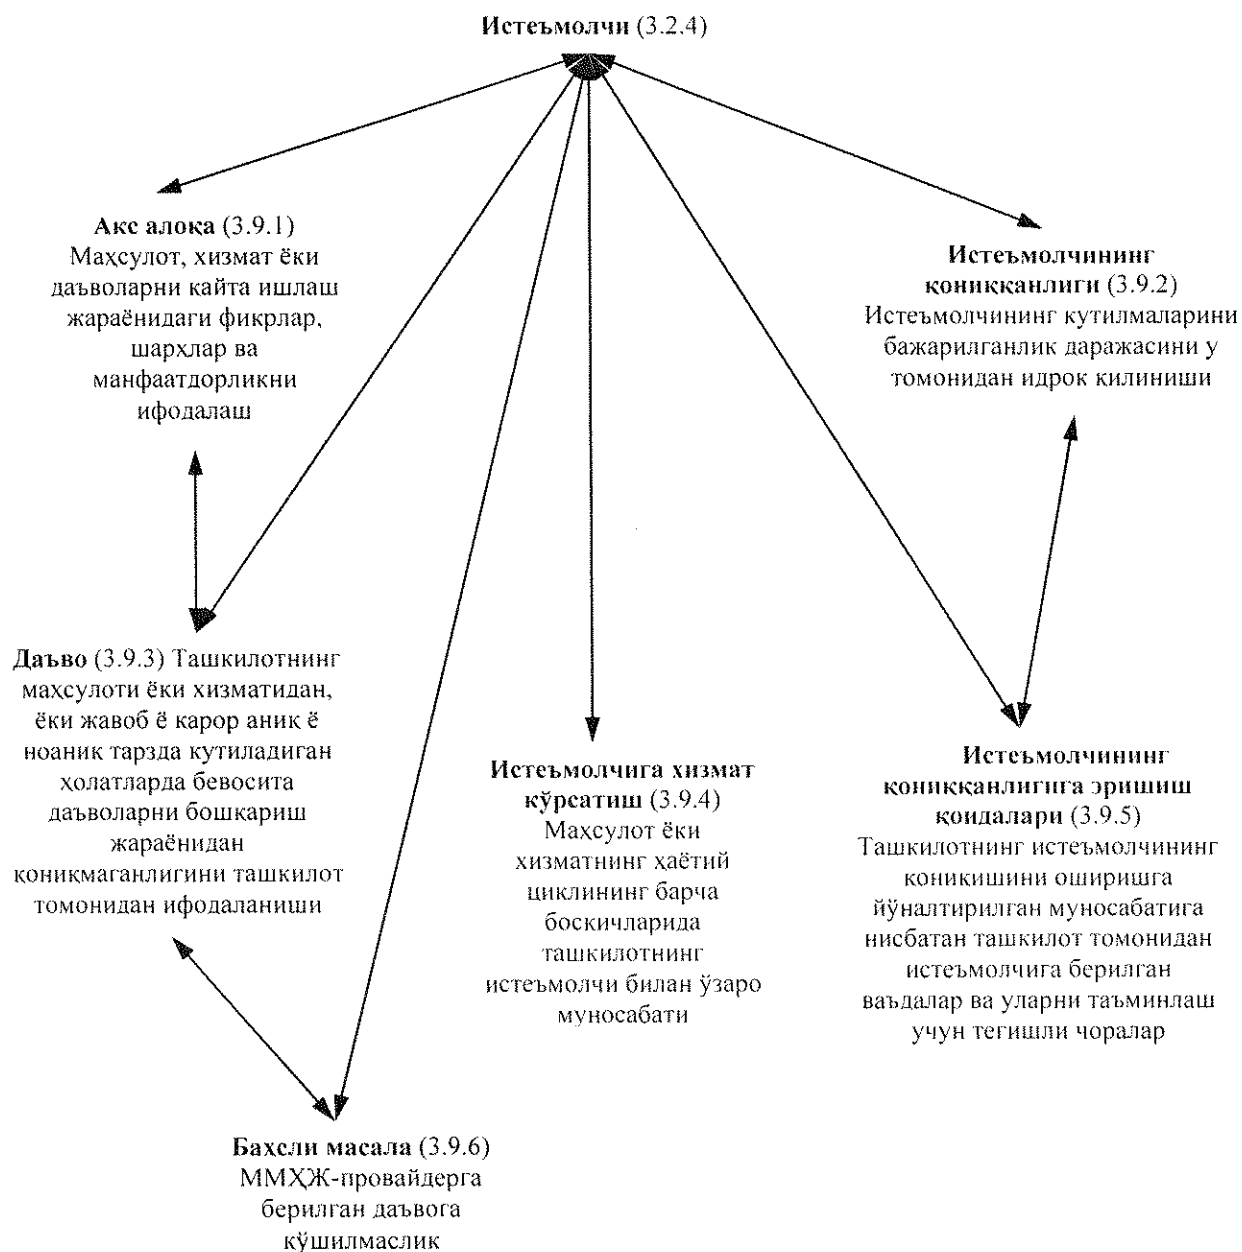 Истеъмолчи (3.2.4)
Акс алоқа (3.9.1)
Маҳсулот, хизмат ёки
даъволарни қайта ишлаш
жараёнидаги фикрлар,
шарҳлар ва
манфаатдорликни
ифодалаш
Истеъмолчининг
қониққанлиги (3.9.2)
Истеъмолчининг кутилмаларини
бажарилганлик даражасини у
томонидан идрок қилиниши
Даъво (3.9.3) Ташкилотнинг
маҳсулоти ёки хизматидан,
ёки жавоб ё қарор аниқ ё
ноаниқ тарзда кутиладиган
ҳолатларда бевосита
даъволарни бошқариш
жараёнидан
қониқмаганлигини ташкилот
томонидан ифодаланиши
Истеъмолчига хизмат
кўрсатиш (3.9.4)
Маҳсулот ёки
хизматнинг ҳаётий
циклининг барча
босқичларида
ташкилотнинг
истеъмолчи билан ўзаро
муносабати
Истеъмолчининг
қониққанлигига эришиш
қоидалари (3.9.5)
Ташкилотнинг истеъмолчининг
қониқишини оширишга
йўналтирилган муносабатига
нисбатан ташкилот томонидан
истеъмолчига берилган
ваъдалар ва уларни таъминлаш
учун тегишли чоралар
Баҳсли масала (3.9.6)
ММҲЖ-провайдерга
берилган даъвога
қўшилмаслик